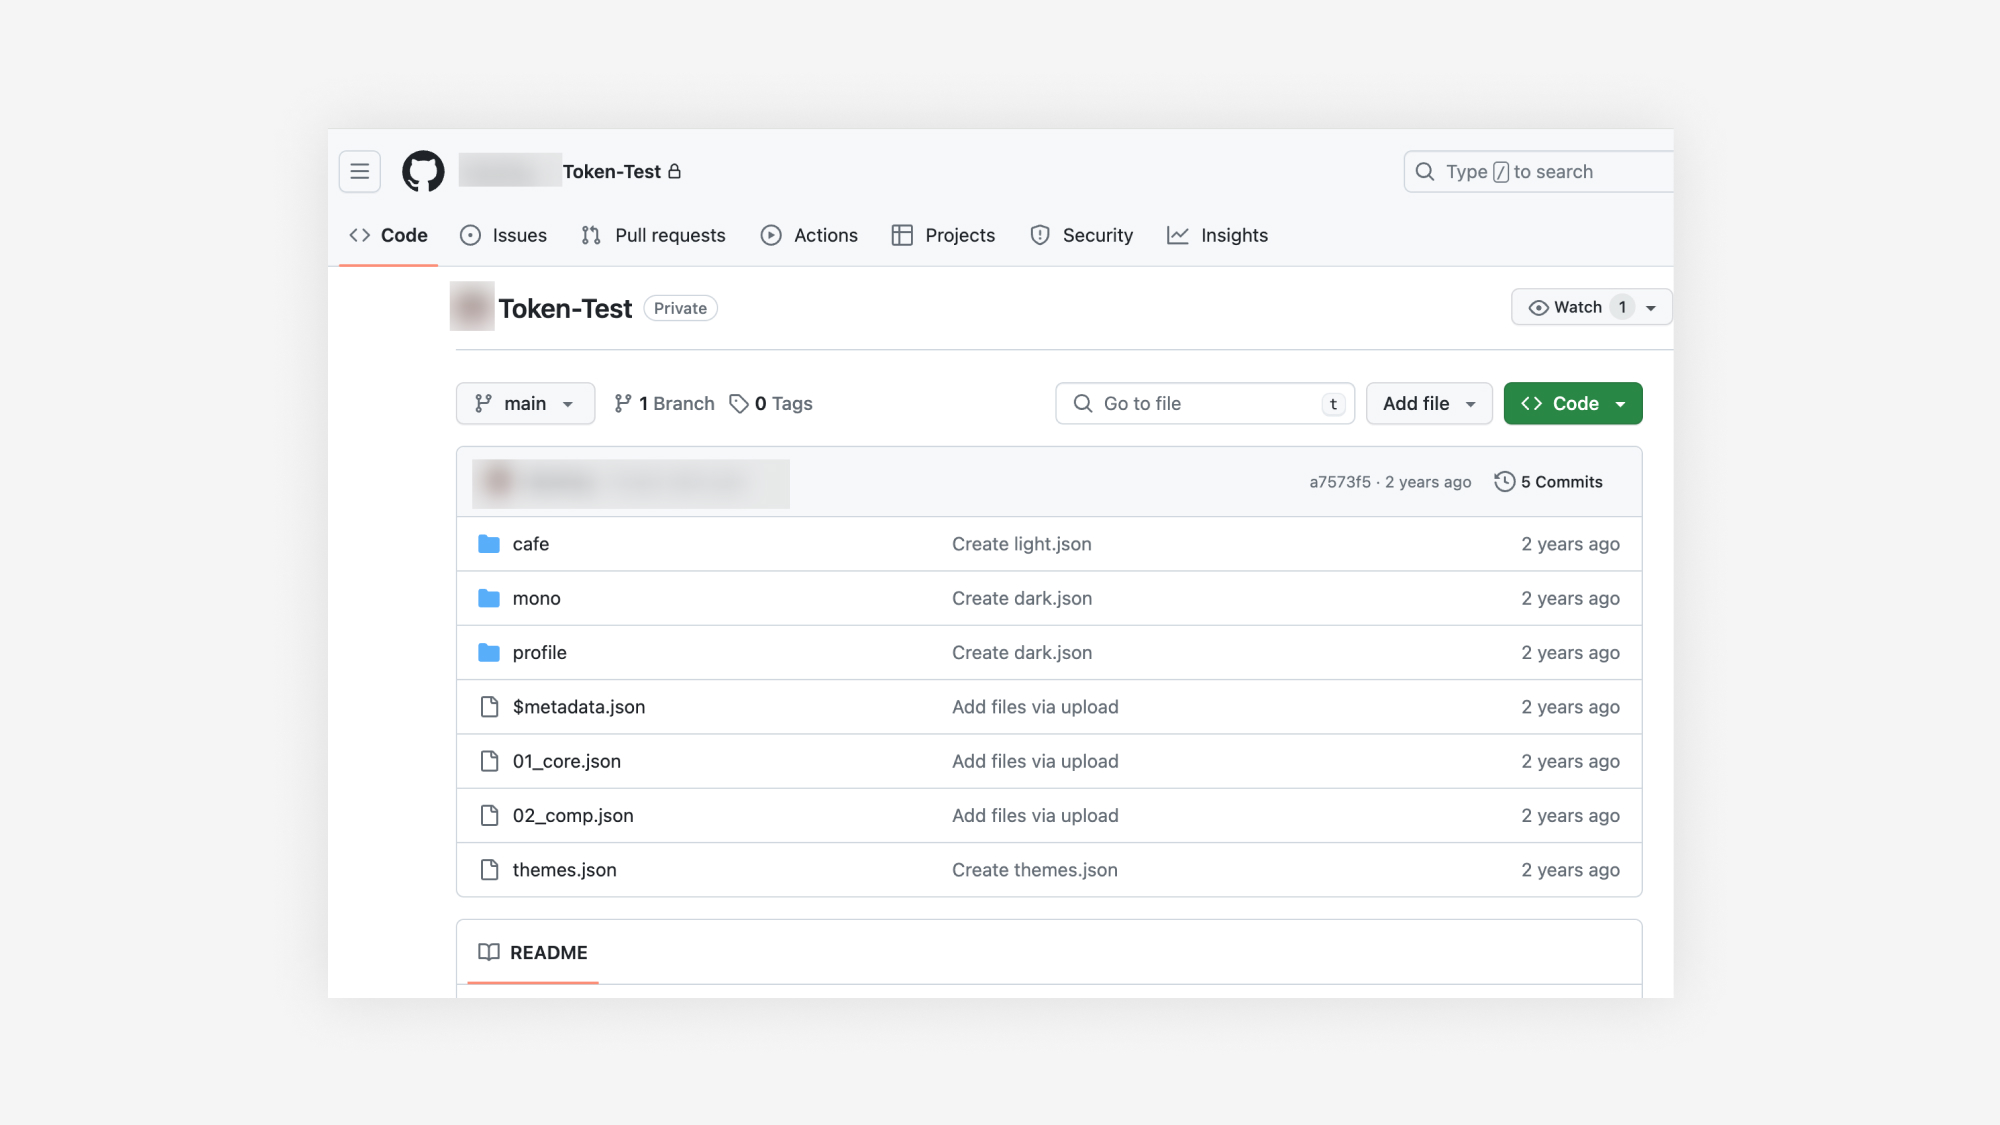 Token-Test
Type / to search
Code Issues Pull requests Actions Projects Security Insights
Token-Test Private
Watch 1
main 1 Branch 0 Tags
Go to file t
Add file
Code
a7573f5 · 2 years ago 5 Commits
cafe Create light.json 2 years ago
mono Create dark.json 2 years ago
profile Create dark.json 2 years ago
$metadata.json Add files via upload 2 years ago
01_core.json Add files via upload 2 years ago
02_comp.json Add files via upload 2 years ago
themes.json Create themes.json 2 years ago
README